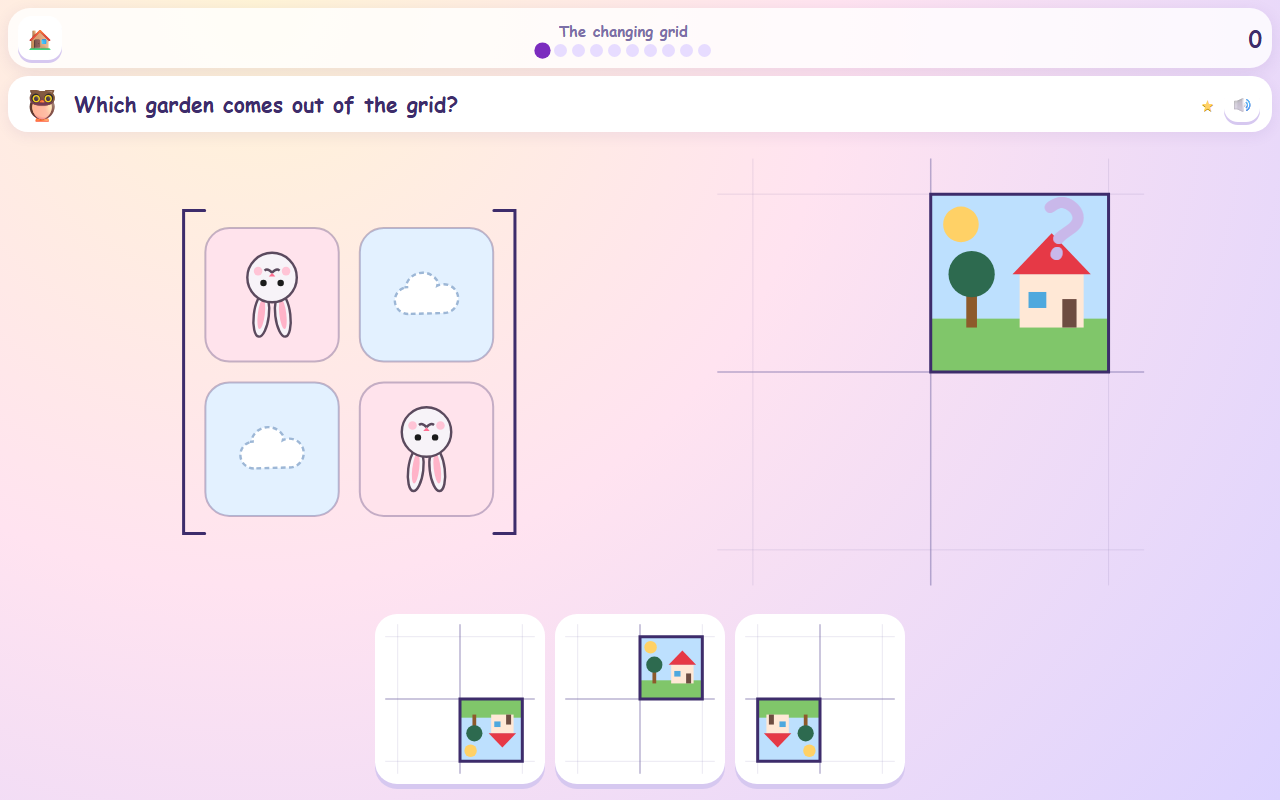 The changing grid
0
Which garden comes out of the grid?
?